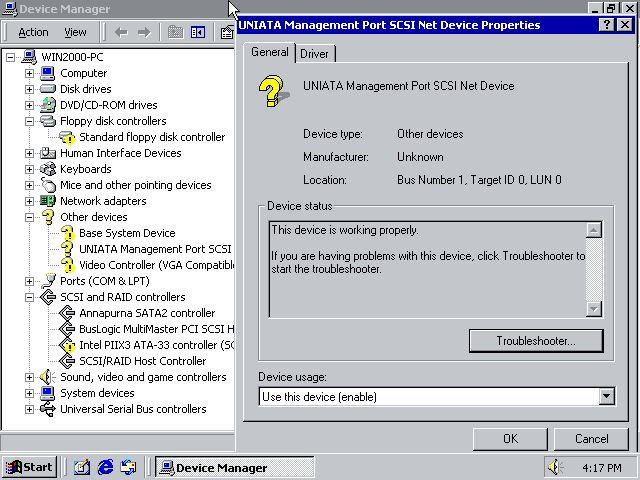 Device Manager
Action View
WIN2000-PC
Computer
Disk drives
DVD/CD-ROM drives
Floppy disk controllers
Standard floppy disk controller
Human Interface Devices
Keyboards
Mice and other pointing devices
Network adapters
Other devices
Base System Device
UNIATA Management Port SCSI
Video Controller (VGA Compatibl
Ports (COM & LPT)
SCSI and RAID controllers
Annapurna SATA2 controller
BusLogic MultiMaster PCI SCSI H
Intel PIIX3 ATA-33 controller (SC
SCSI/RAID Host Controller
Sound, video and game controllers
System devices
Universal Serial Bus controllers
UNIATA Management Port SCSI Net Device Properties
General Driver
UNIATA Management Port SCSI Net Device
Device type: Other devices
Manufacturer: Unknown
Location: Bus Number 1, Target ID 0, LUN 0
Device status
This device is working properly.
If you are having problems with this device, click Troubleshooter to
start the troubleshooter.
Troubleshooter...
Device usage:
Use this device (enable)
OK Cancel
Start Device Manager 4:17 PM